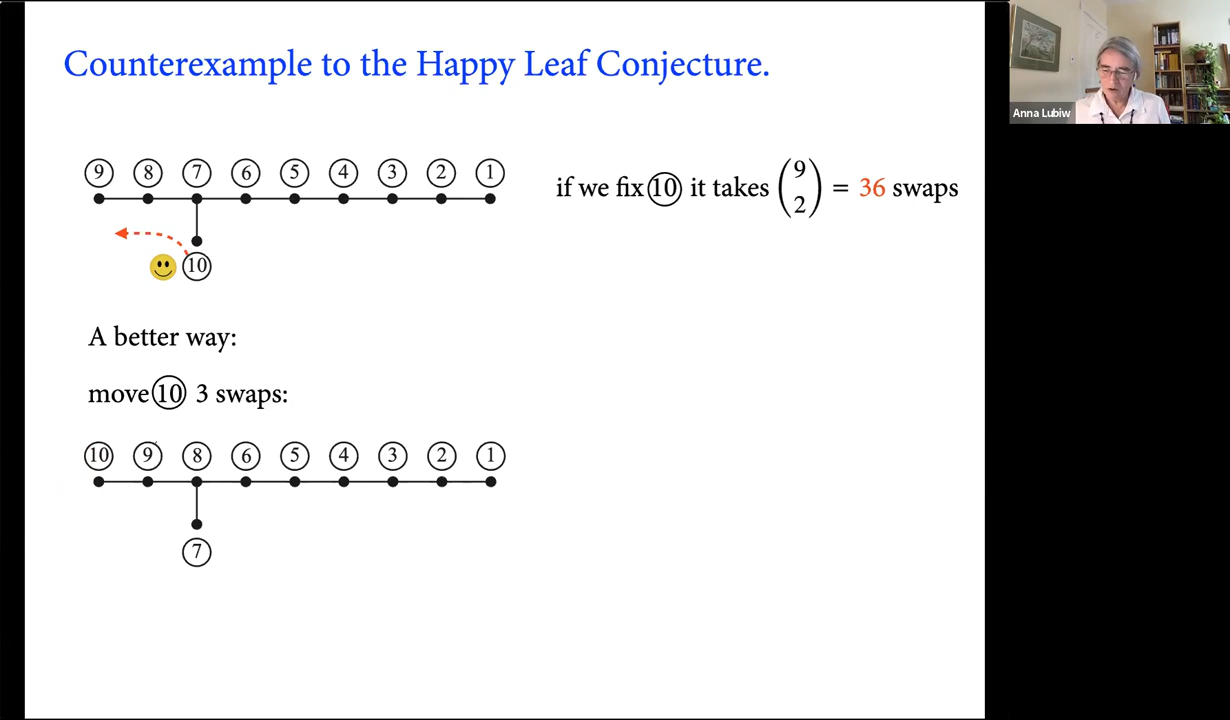 Counterexample to the Happy Leaf Conjecture.
Anna Lubiw
9 8 7 6 5 4 3 2 1
10
if we fix 10 it takes (9 2) = 36 swaps
A better way:
move 10 3 swaps:
10 9 8 6 5 4 3 2 1
7